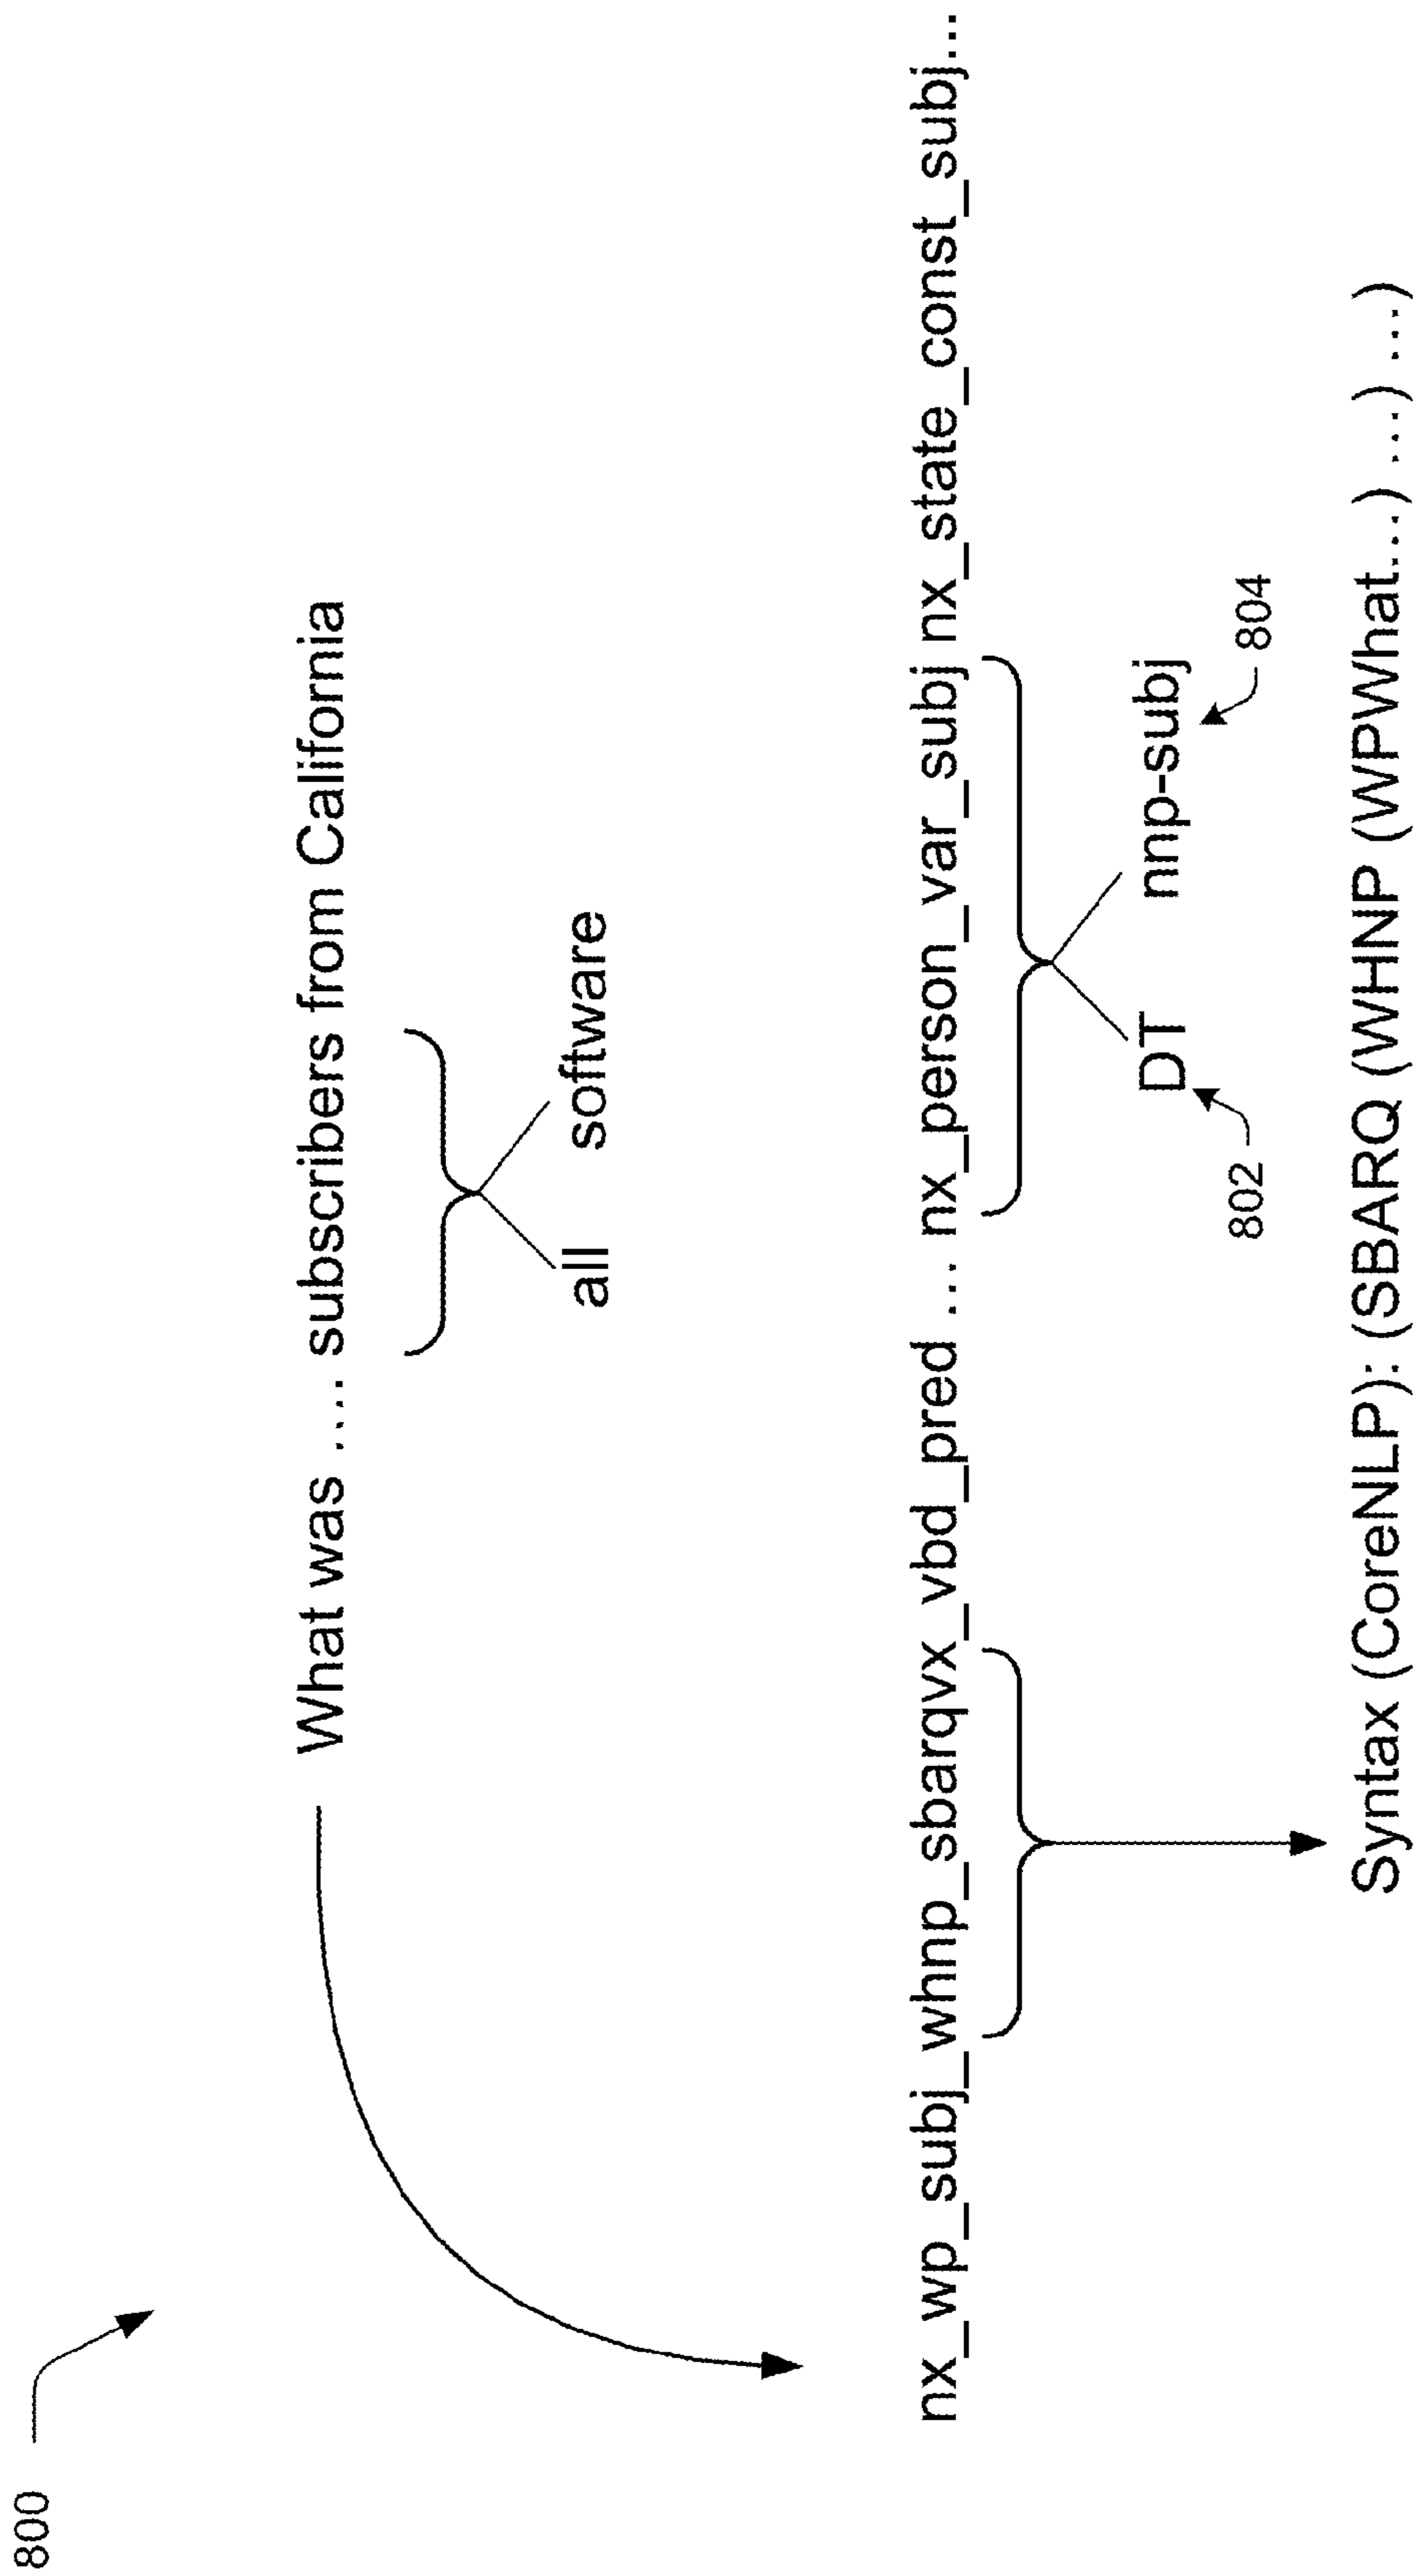 800
What was .... subscribers from California
all software
nx_wp_subj_whnp_sbarqvx_vbd_pred ... nx_person_var_subj nx_state_const_subj...
DT nnp-subj
802 804
Syntax (CoreNLP): (SBARQ (WHNP (WPWhat...) ...) ...)